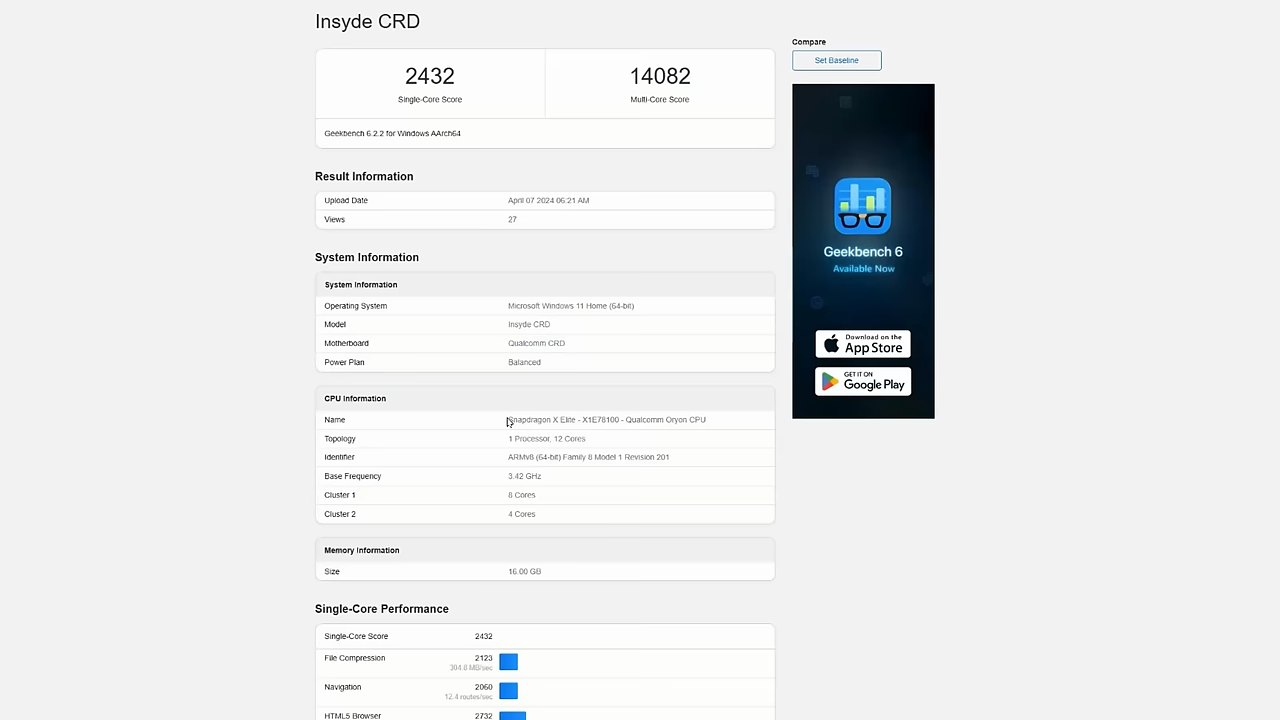 Insyde CRD
2432
Single-Core Score
14082
Multi-Core Score
Geekbench 6.2.2 for Windows AArch64
Compare
Set Baseline
Result Information
Upload Date April 07 2024 06:21 AM
Views 27
System Information
System Information
Operating System Microsoft Windows 11 Home (64-bit)
Model Insyde CRD
Motherboard Qualcomm CRD
Power Plan Balanced
CPU Information
Name Snapdragon X Elite - X1E78100 - Qualcomm Oryon CPU
Topology 1 Processor, 12 Cores
Identifier ARMv8 (64-bit) Family 8 Model 1 Revision 201
Base Frequency 3.42 GHz
Cluster 1 8 Cores
Cluster 2 4 Cores
Memory Information
Size 16.00 GB
Single-Core Performance
Single-Core Score 2432
File Compression 2123
304.8 MB/sec
Navigation 2060
12.4 routes/sec
HTML5 Browser 2732
Geekbench 6
Available Now
Download on the
App Store
GET IT ON
Google Play